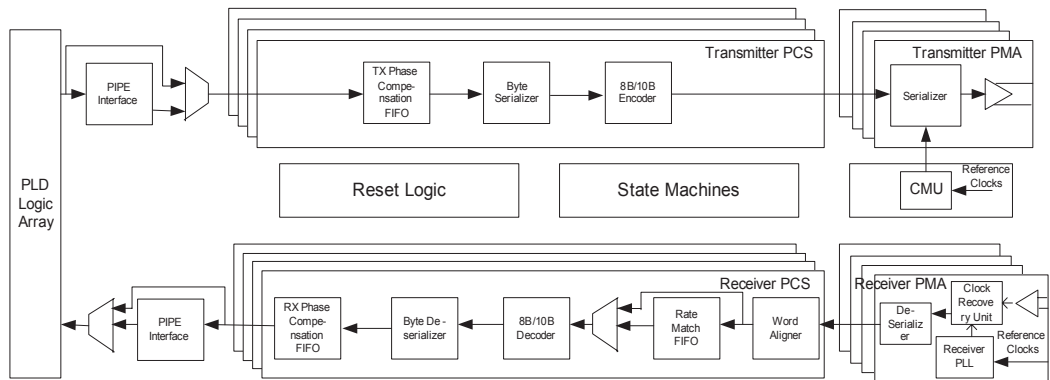 Transmitter PCS
Transmitter PMA
TX Phase
Compe-
nsation
FIFO
Byte
Serializer
8B/10B
Encoder
PIPE
Interface
Serializer
PLD
Logic
Array
Reset Logic
State Machines
CMU
Reference
Clocks
Receiver PCS
Receiver PMA
PIPE
Interface
RX Phase
Compe-
nsation
FIFO
Byte De-
serializer
8B/10B
Decoder
Rate
Match
FIFO
Word
Aligner
De-
Serializ
er
Clock
Recove
ry Unit
Receiver
PLL
Reference
Clocks